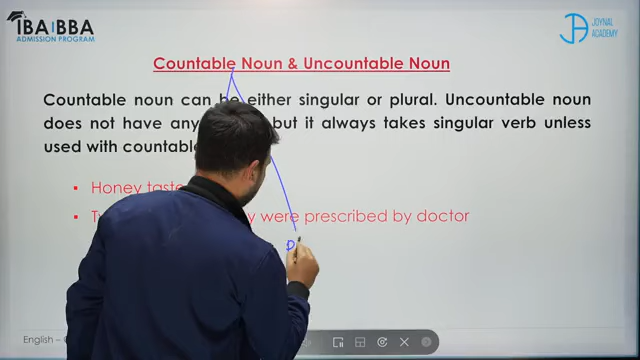 IBA BBA
ADMISSION PROGRAM
JOYNAL
ACADEMY
Countable Noun & Uncountable Noun
Countable noun can be either singular or plural. Uncountable noun
does not have any but it always takes singular verb unless
used with countable
Honey
were prescribed by doctor
English –